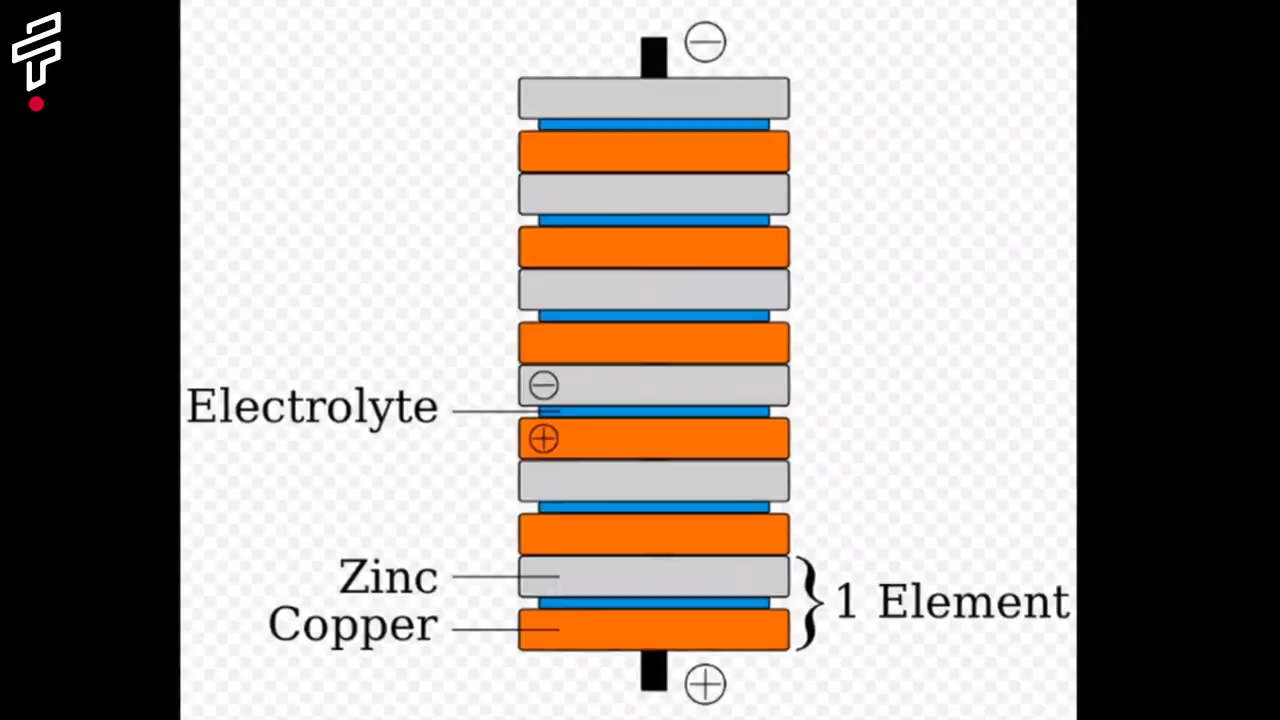 −
−
Electrolyte
+
Zinc
1 Element
Copper
+